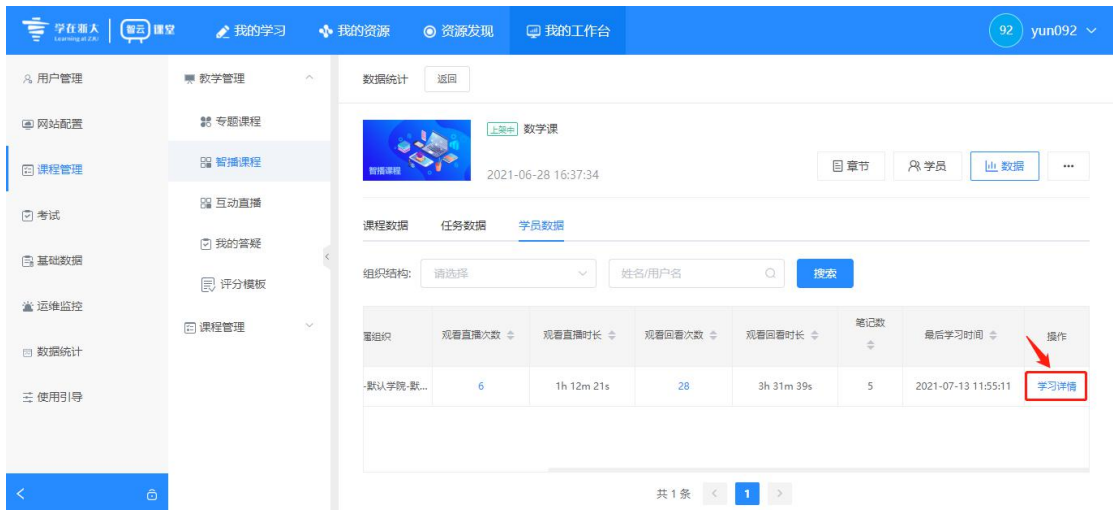 学在浙大 智云 课堂 我的学习 我的资源 资源发现 我的工作台 92 yun092
Learning at ZJU
用户管理 教学管理 数据统计 返回
网站配置 专题课程 上架中 数学课
课程管理 智播课程 智播课程 2021-06-28 16:37:34 章节 学员 数据 ...
考试 互动直播 课程数据 任务数据 学员数据
基础数据 我的答疑 组织结构: 请选择 姓名/用户名 搜索
运维监控 评分模板
数据统计 课程管理 属组织 观看直播次数 观看直播时长 观看回看次数 观看回看时长 笔记数 最后学习时间 操作
使用引导 -默认学院-默... 6 1h 12m 21s 28 3h 31m 39s 5 2021-07-13 11:55:11 学习详情
共 1 条 < 1 >